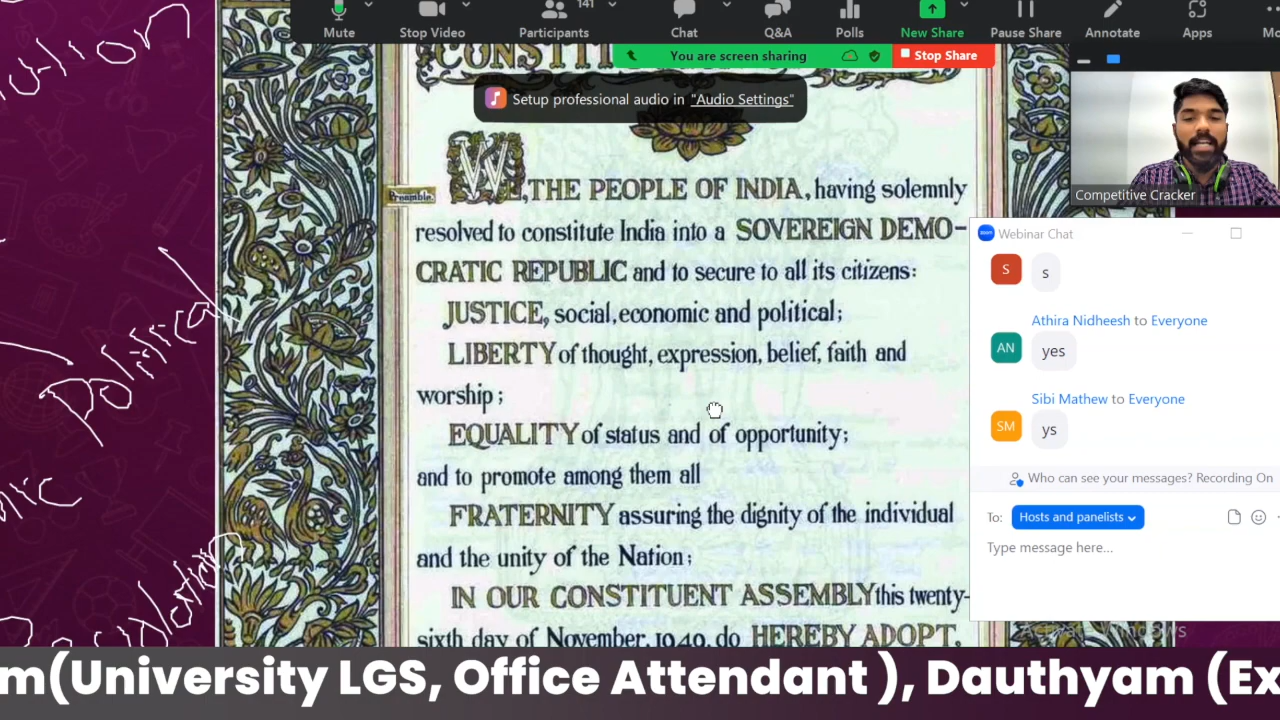 141
Mute
Stop Video
Participants
Chat
Q&A
Polls
New Share
Pause Share
Annotate
Apps
You are screen sharing
Stop Share
Setup professional audio in "Audio Settings"
Preamble.
WE, THE PEOPLE OF INDIA, having solemnly
resolved to constitute India into a SOVEREIGN DEMO-
CRATIC REPUBLIC and to secure to all its citizens:
JUSTICE, social, economic and political;
LIBERTY of thought, expression, belief, faith and
worship;
EQUALITY of status and of opportunity;
and to promote among them all
FRATERNITY assuring the dignity of the individual
and the unity of the Nation;
IN OUR CONSTITUENT ASSEMBLY this twenty-
sixth day of November, 1949, do HEREBY ADOPT,
Political
Competitive Cracker
zoom Webinar Chat
S
s
Athira Nidheesh to Everyone
AN
yes
Sibi Mathew to Everyone
SM
ys
Who can see your messages? Recording On
To: Hosts and panelists
Type message here...
m(University LGS, Office Attendant ), Dauthyam (Ex